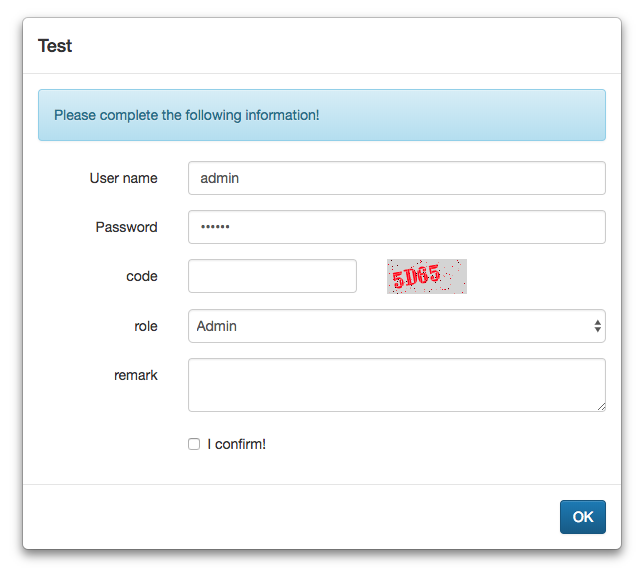 Test
Please complete the following information!
User name admin
Password ••••••
code 5D65
role Admin
remark
I confirm!
OK